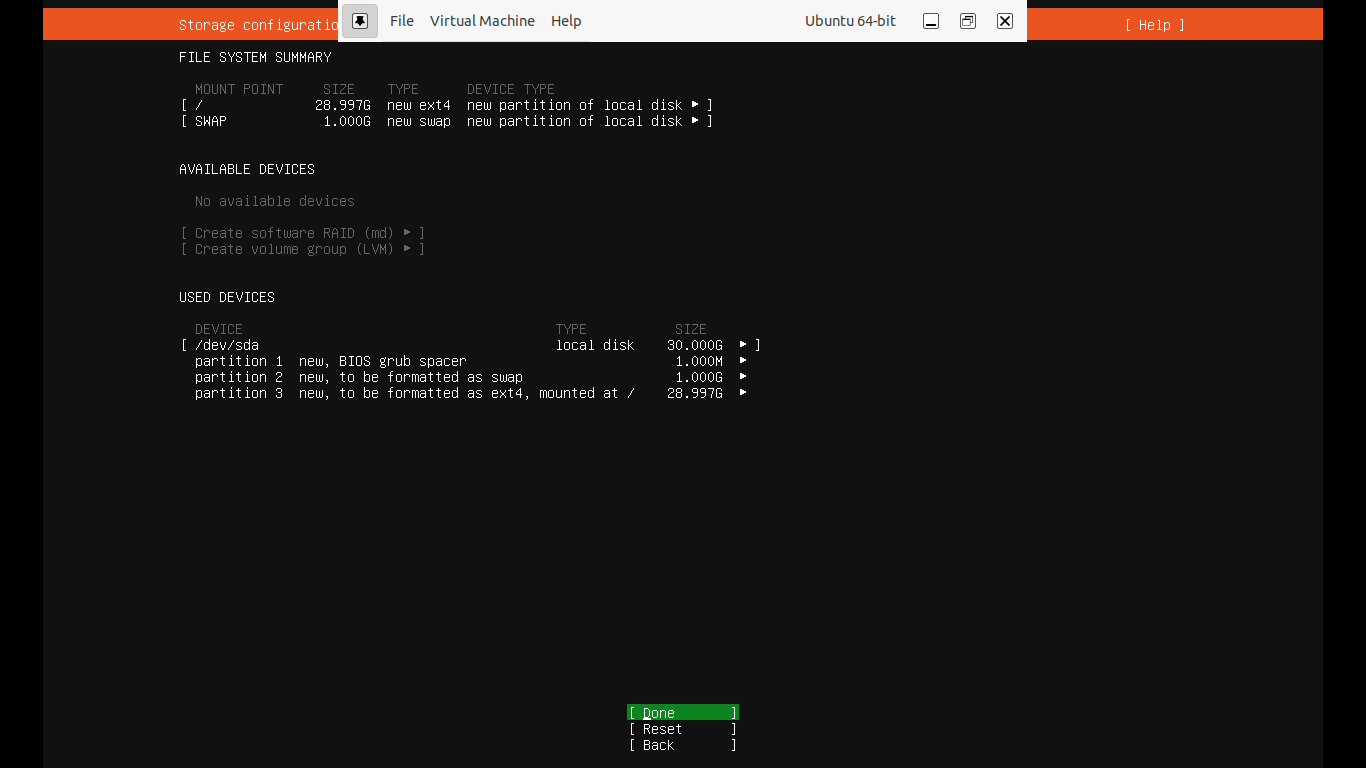 Storage configuratio
File Virtual Machine Help Ubuntu 64-bit
[ Help ]
FILE SYSTEM SUMMARY
MOUNT POINT SIZE TYPE DEVICE TYPE
[ / 28.997G new ext4 new partition of local disk ▸ ]
[ SWAP 1.000G new swap new partition of local disk ▸ ]
AVAILABLE DEVICES
No available devices
[ Create software RAID (md) ▸ ]
[ Create volume group (LVM) ▸ ]
USED DEVICES
DEVICE TYPE SIZE
[ /dev/sda local disk 30.000G ▸ ]
partition 1 new, BIOS grub spacer 1.000M ▸
partition 2 new, to be formatted as swap 1.000G ▸
partition 3 new, to be formatted as ext4, mounted at / 28.997G ▸
[ Done ]
[ Reset ]
[ Back ]